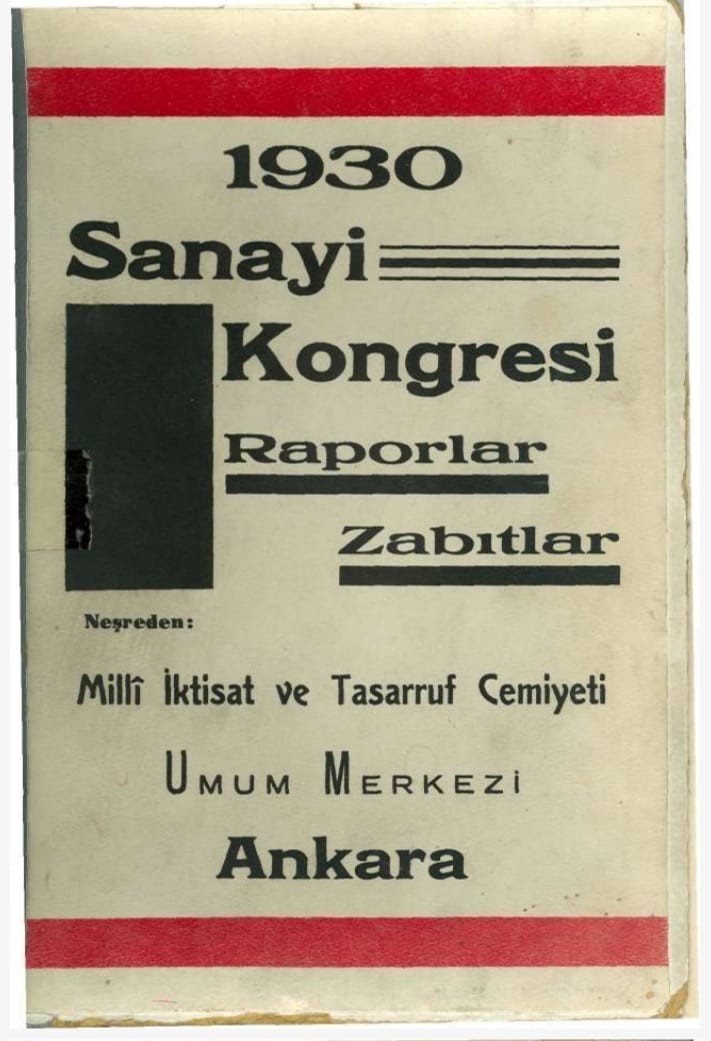 1930
Sanayi
Kongresi
Raporlar
Zabıtlar
Neşreden:
Millî İktisat ve Tasarruf Cemiyeti
UMUM MERKEZİ
Ankara